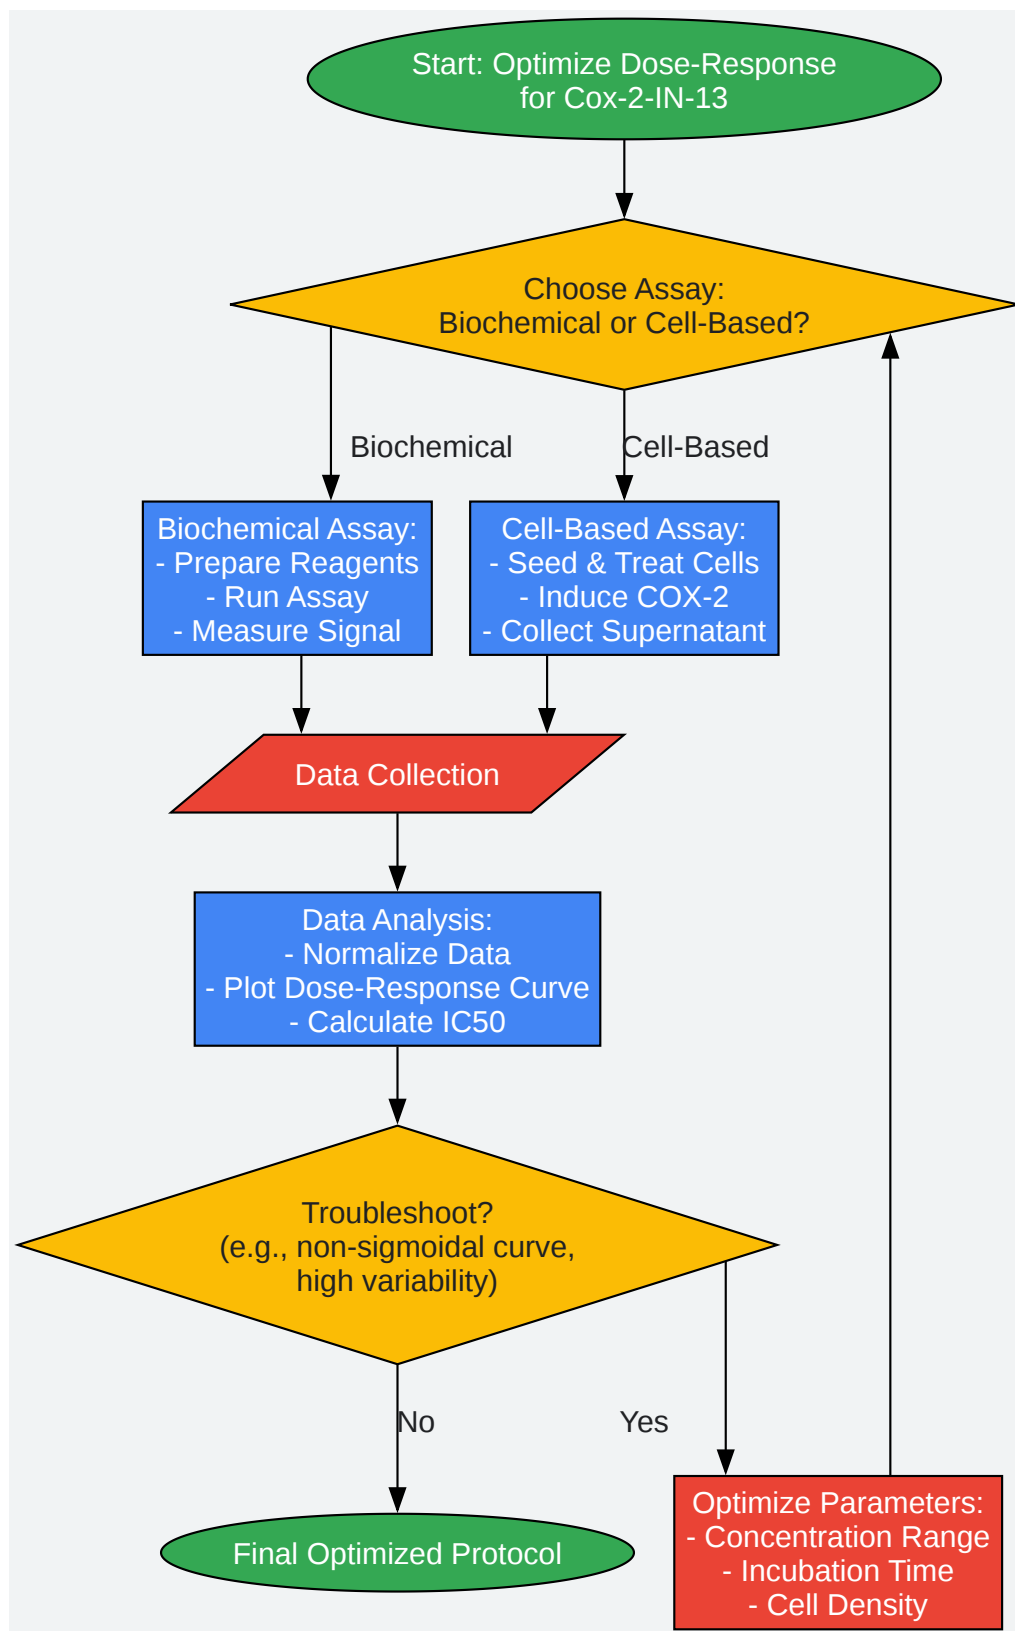 Start: Optimize Dose-Response
for Cox-2-IN-13
Choose Assay:
Biochemical or Cell-Based?
Biochemical
Cell-Based
Biochemical Assay:
- Prepare Reagents
- Run Assay
- Measure Signal
Cell-Based Assay:
- Seed & Treat Cells
- Induce COX-2
- Collect Supernatant
Data Collection
Data Analysis:
- Normalize Data
- Plot Dose-Response Curve
- Calculate IC50
Troubleshoot?
(e.g., non-sigmoidal curve,
high variability)
No
Yes
Final Optimized Protocol
Optimize Parameters:
- Concentration Range
- Incubation Time
- Cell Density